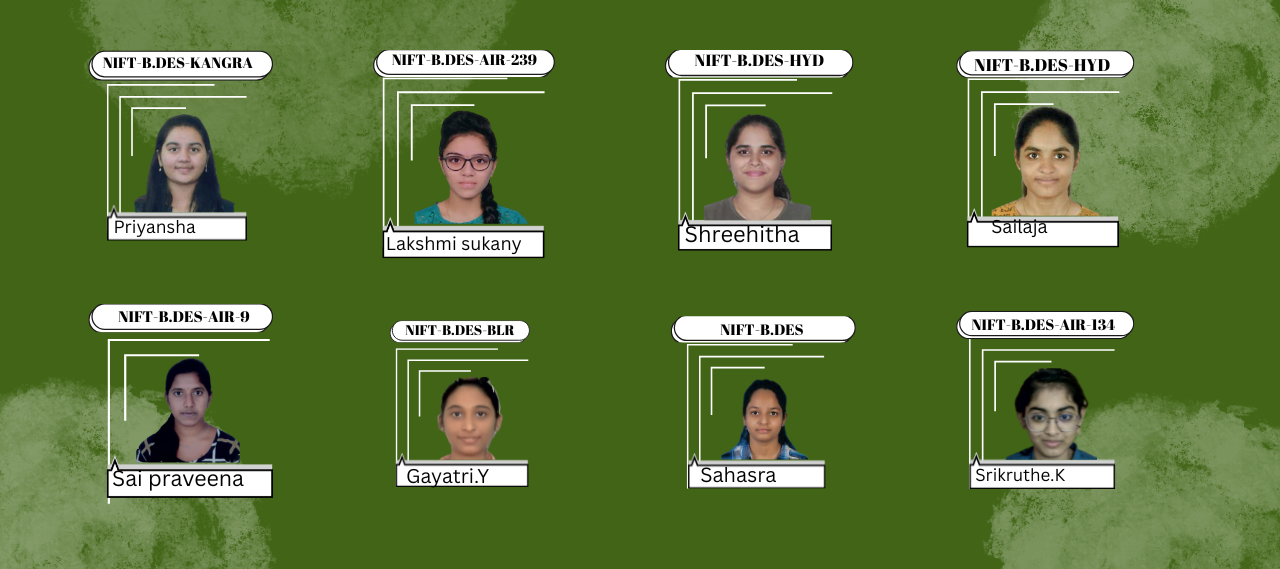 NIFT-B.DES-KANGRA
NIFT-B.DES-AIR-239
NIFT-B.DES-HYD
NIFT-B.DES-HYD
Priyansha
Lakshmi sukany
Shreehitha
Sailaja
NIFT-B.DES-AIR-9
NIFT-B.DES-BLR
NIFT-B.DES
NIFT-B.DES-AIR-134
Sai praveena
Gayatri.Y
Sahasra
Srikruthe.K